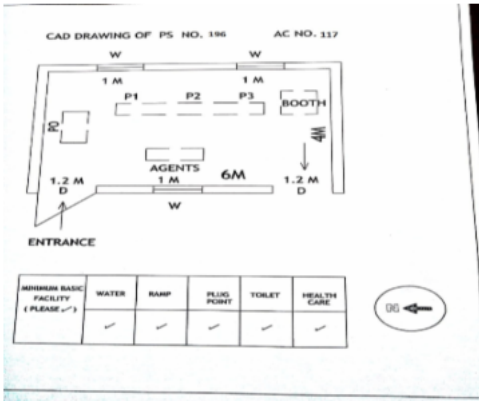 CAD DRAWING OF PS NO. 196 AC NO. 117
W W
1 M 1 M
P1 P2 P3
BOOTH
PO
4M
AGENTS
1.2 M 1 M 6M 1.2 M
D D
W
ENTRANCE
MINIMUM BASIC FACILITY ( PLEASE ✓ ) WATER RAMP PLUG POINT TOILET HEALTH CARE
✓ ✓ ✓ ✓ ✓